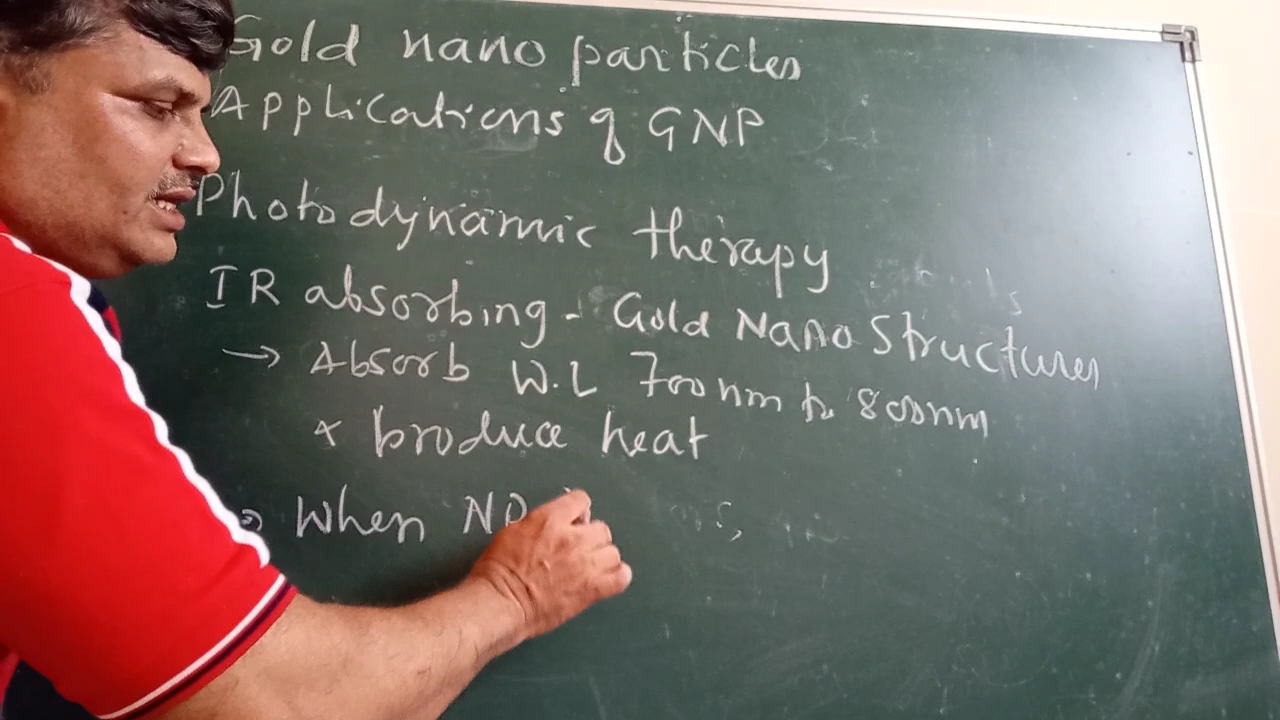 Gold nano particles
Applications of GNP
Photodynamic therapy
IR absorbing - Gold Nano Structures
→ Absorb W.L 700nm to 800nm
& produce heat
→ When NP